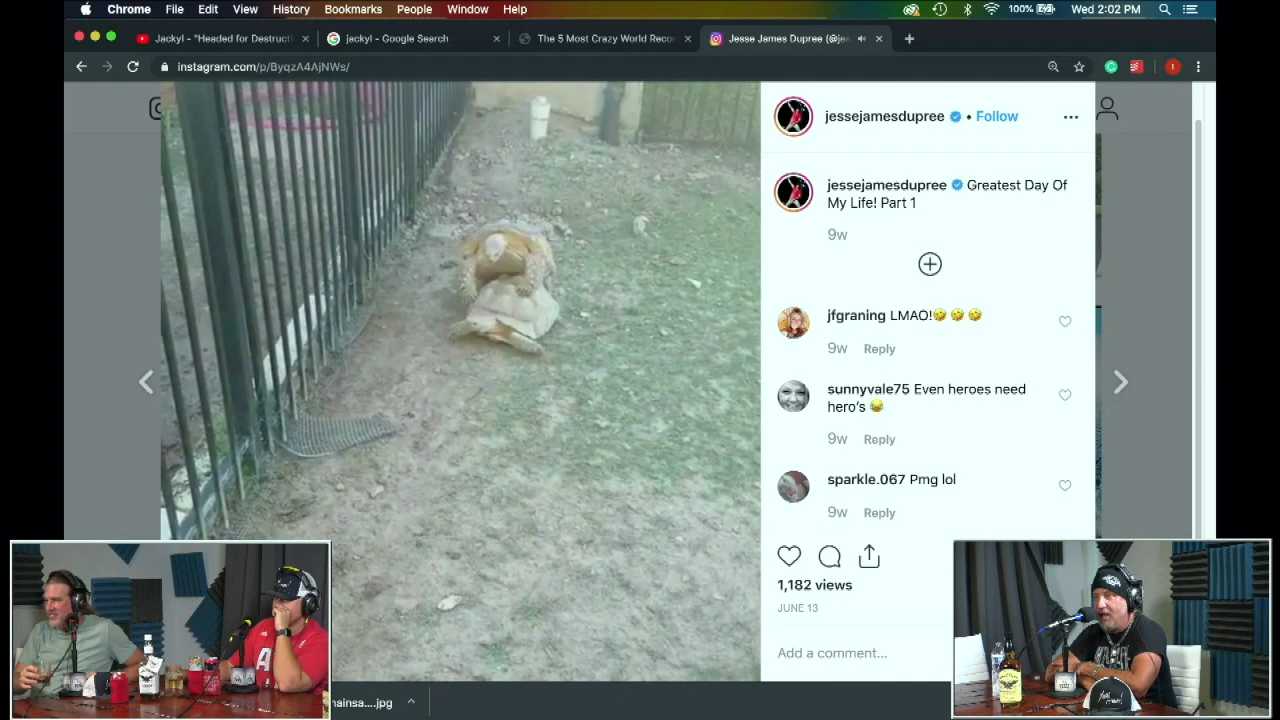 Chrome File Edit View History Bookmarks People Window Help 100% Wed 2:02 PM
Jackyl - "Headed for Destructi × jackyl - Google Search × The 5 Most Crazy World Recor × Jesse James Dupree (@je ×
instagram.com/p/ByqzA4AjNWs/
jessejamesdupree • Follow
jessejamesdupree Greatest Day Of
My Life! Part 1
9w
jfgraning LMAO!🤣🤣🤣
9w Reply
sunnyvale75 Even heroes need
hero's 😂
9w Reply
sparkle.067 Pmg lol
9w Reply
1,182 views
JUNE 13
Add a comment...
ainsa....jpg